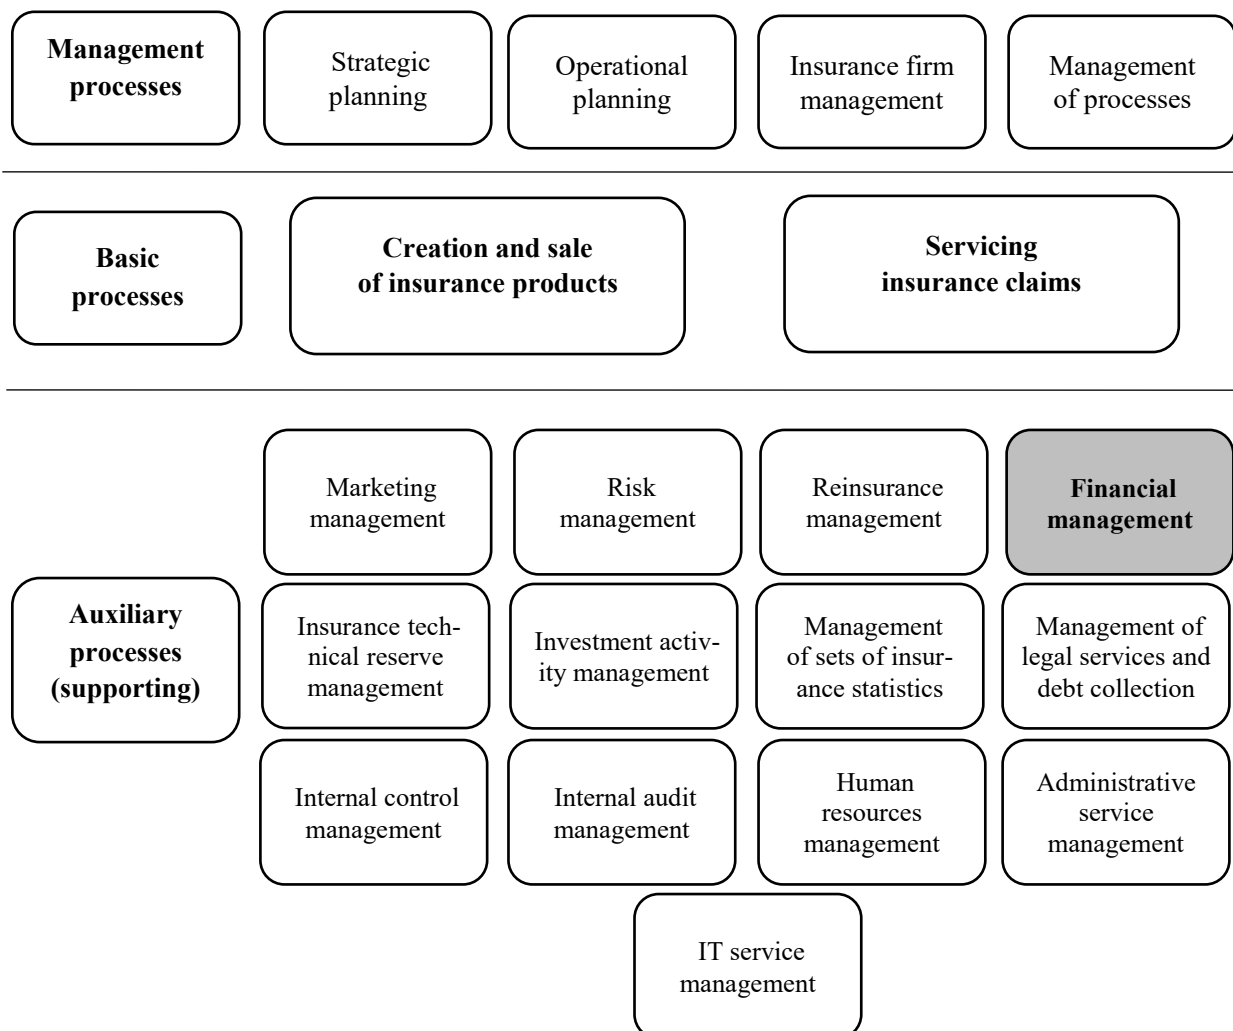 Management
processes
Strategic
planning
Operational
planning
Insurance firm
management
Management
of processes
Basic
processes
Creation and sale
of insurance products
Servicing
insurance claims
Auxiliary
processes
(supporting)
Marketing
management
Risk
management
Reinsurance
management
Financial
management
Insurance tech-
nical reserve
management
Investment activ-
ity management
Management
of sets of insur-
ance statistics
Management of
legal services and
debt collection
Internal control
management
Internal audit
management
Human
resources
management
Administrative
service
management
IT service
management